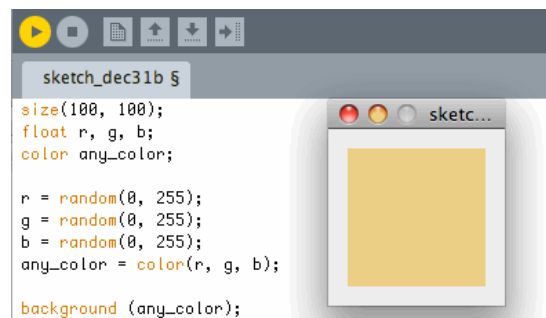 sketch_dec31b §
size(100, 100);
float r, g, b;
color any_color;
r = random(0, 255);
g = random(0, 255);
b = random(0, 255);
any_color = color(r, g, b);
background (any_color);
sketc...